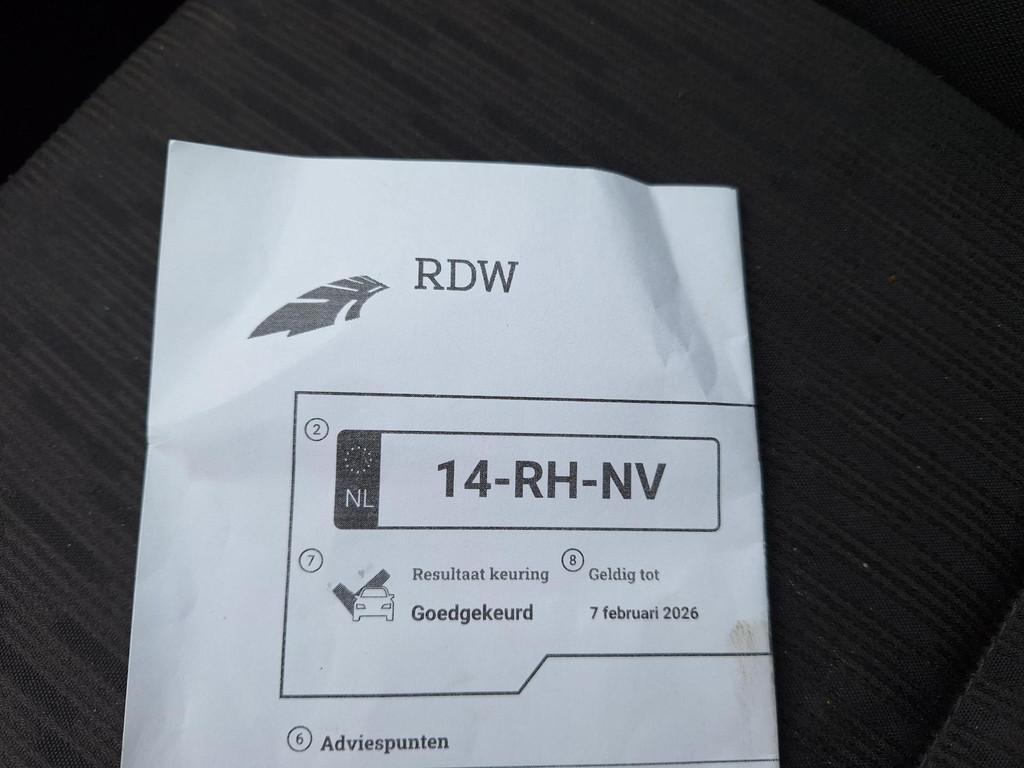 RDW
2
NL
14-RH-NV
7
Resultaat keuring
8
Geldig tot
Goedgekeurd
7 februari 2026
6 Adviespunten